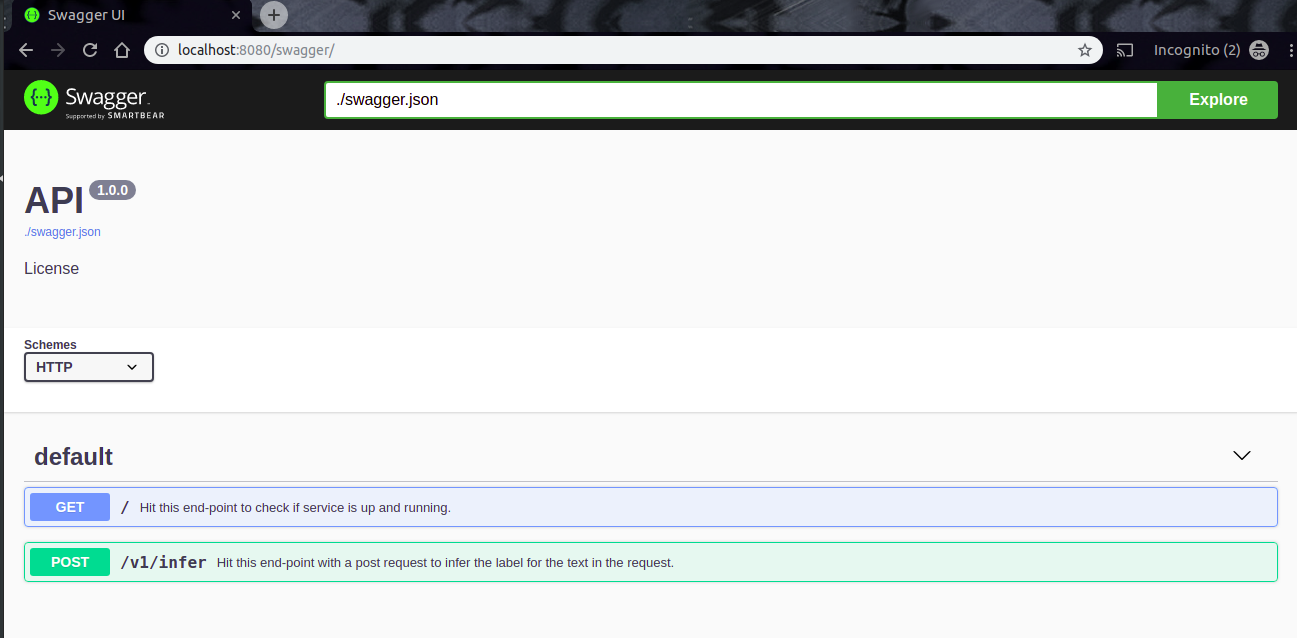 Swagger UI
localhost:8080/swagger/
Incognito (2)
{··}
Swagger
Supported by SMARTBEAR
./swagger.json
Explore
API 1.0.0
./swagger.json
License
Schemes
HTTP
default
GET / Hit this end-point to check if service is up and running.
POST /v1/infer Hit this end-point with a post request to infer the label for the text in the request.